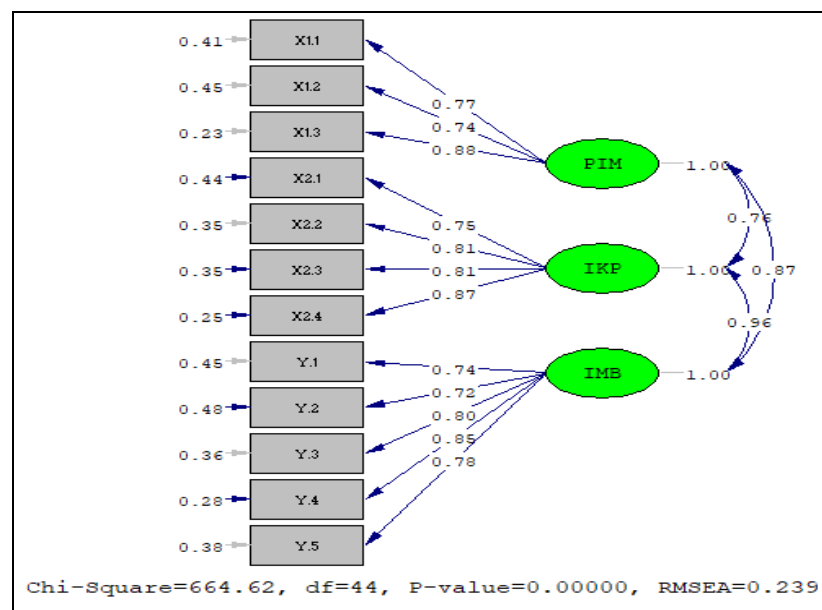 0.41 X1.1
0.45 X1.2
0.23 X1.3
0.44 X2.1
0.35 X2.2
0.35 X2.3
0.25 X2.4
0.45 Y.1
0.48 Y.2
0.36 Y.3
0.28 Y.4
0.38 Y.5
0.77
0.74
0.88
0.75
0.81
0.81
0.87
0.74
0.72
0.80
0.85
0.78
PIM 1.00
IKP 1.00
IMB 1.00
0.76
0.87
0.96
Chi-Square=664.62, df=44, P-value=0.00000, RMSEA=0.239